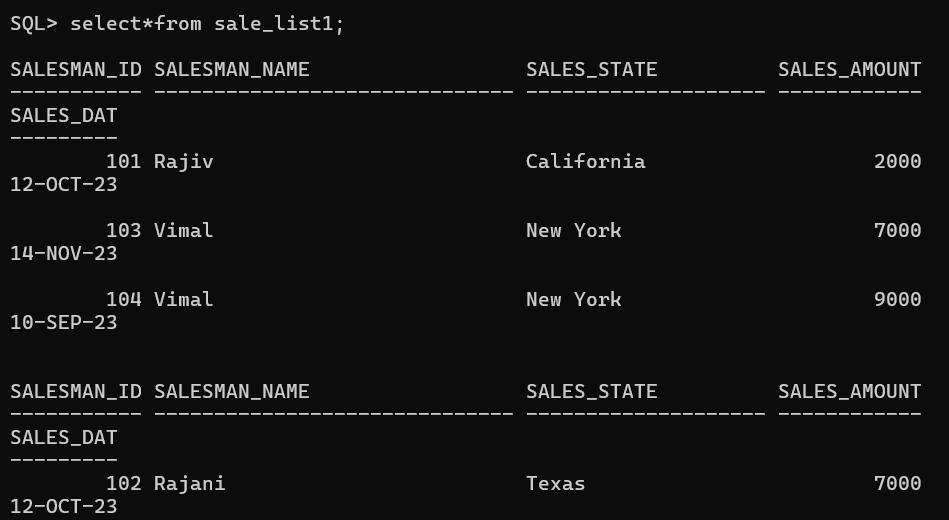 SQL> select*from sale_list1;
SALESMAN_ID SALESMAN_NAME                  SALES_STATE          SALES_AMOUNT
----------- ------------------------------ -------------------- ------------
SALES_DAT
---------
        101 Rajiv                          California                   2000
12-OCT-23
        103 Vimal                          New York                     7000
14-NOV-23
        104 Vimal                          New York                     9000
10-SEP-23
SALESMAN_ID SALESMAN_NAME                  SALES_STATE          SALES_AMOUNT
----------- ------------------------------ -------------------- ------------
SALES_DAT
---------
        102 Rajani                         Texas                        7000
12-OCT-23